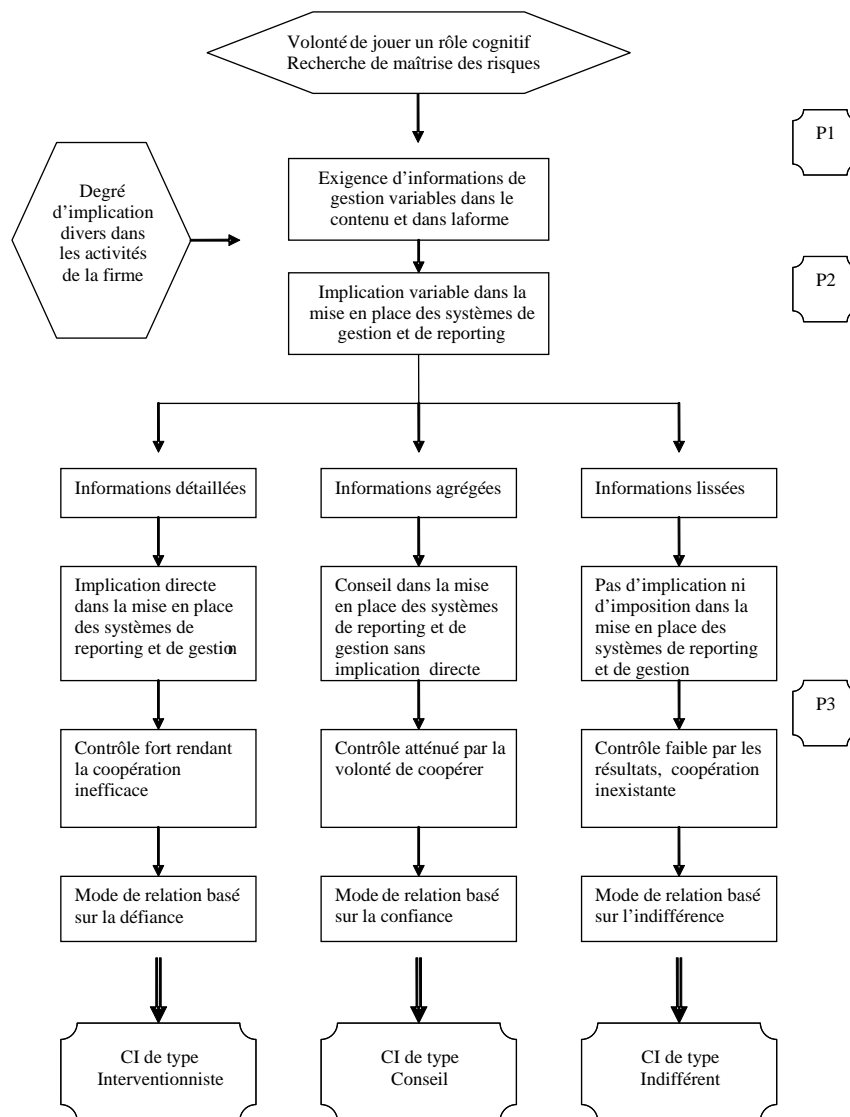 Volonté de jouer un rôle cognitif
Recherche de maîtrise des risques
P1
Degré
d'implication
divers dans
les activités
de la firme
Exigence d'informations de
gestion variables dans le
contenu et dans laforme
P2
Implication variable dans la
mise en place des systèmes de
gestion et de reporting
Informations détaillées
Informations agrégées
Informations lissées
Implication directe
dans la mise en place
des systèmes de
reporting et de gestion
Conseil dans la mise
en place des systèmes
de reporting et de
gestion sans
implication directe
Pas d'implication ni
d'imposition dans la
mise en place des
systèmes de reporting
et de gestion
P3
Contrôle fort rendant
la coopération
inefficace
Contrôle atténué par la
volonté de coopérer
Contrôle faible par les
résultats, coopération
inexistante
Mode de relation basé
sur la défiance
Mode de relation basé
sur la confiance
Mode de relation basé
sur l'indifférence
CI de type
Interventionniste
CI de type
Conseil
CI de type
Indifférent